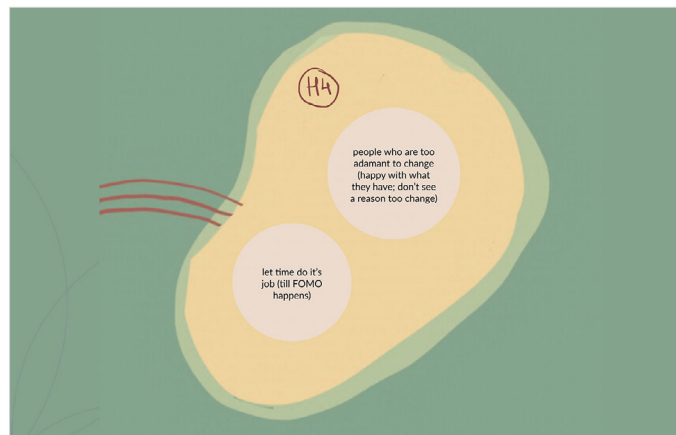 H4
people who are too
adamant to change
(happy with what
they have; don't see
a reason too change)
let time do it's
job (till FOMO
happens)